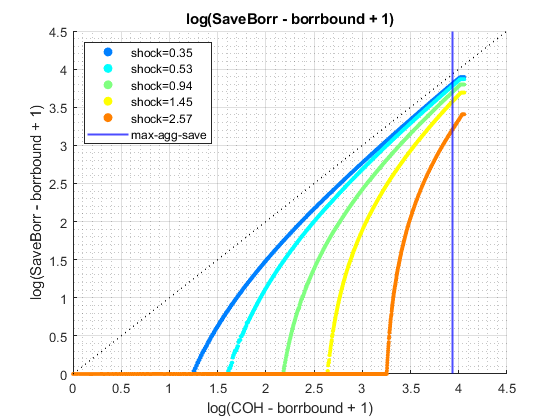 log(SaveBorr - borrbound + 1)
4.5
4
3.5
3
2.5
2
1.5
1
0.5
0
log(SaveBorr - borrbound + 1)
shock=0.35
shock=0.53
shock=0.94
shock=1.45
shock=2.57
max-agg-save
0 0.5 1 1.5 2 2.5 3 3.5 4 4.5
log(COH - borrbound + 1)